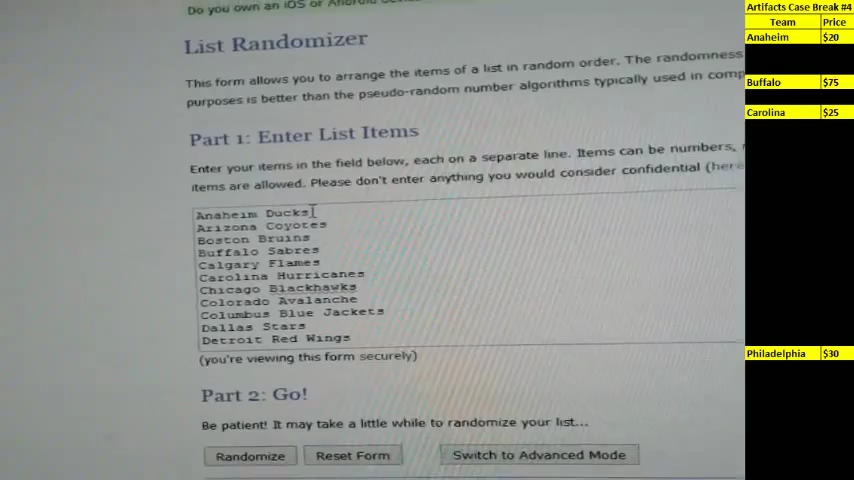 Do you own an iOS or Android
List Randomizer
This form allows you to arrange the items of a list in random order. The randomness
purposes is better than the pseudo-random number algorithms typically used in comp
Part 1: Enter List Items
Enter your items in the field below, each on a separate line. Items can be numbers,
items are allowed. Please don't enter anything you would consider confidential (here
Anaheim Ducks
Arizona Coyotes
Boston Bruins
Buffalo Sabres
Calgary Flames
Carolina Hurricanes
Chicago Blackhawks
Colorado Avalanche
Columbus Blue Jackets
Dallas Stars
Detroit Red Wings
(you're viewing this form securely)
Part 2: Go!
Be patient! It may take a little while to randomize your list...
Randomize Reset Form Switch to Advanced Mode
Artifacts Case Break #4
Team Price
Anaheim $20
Buffalo $75
Carolina $25
Philadelphia $30